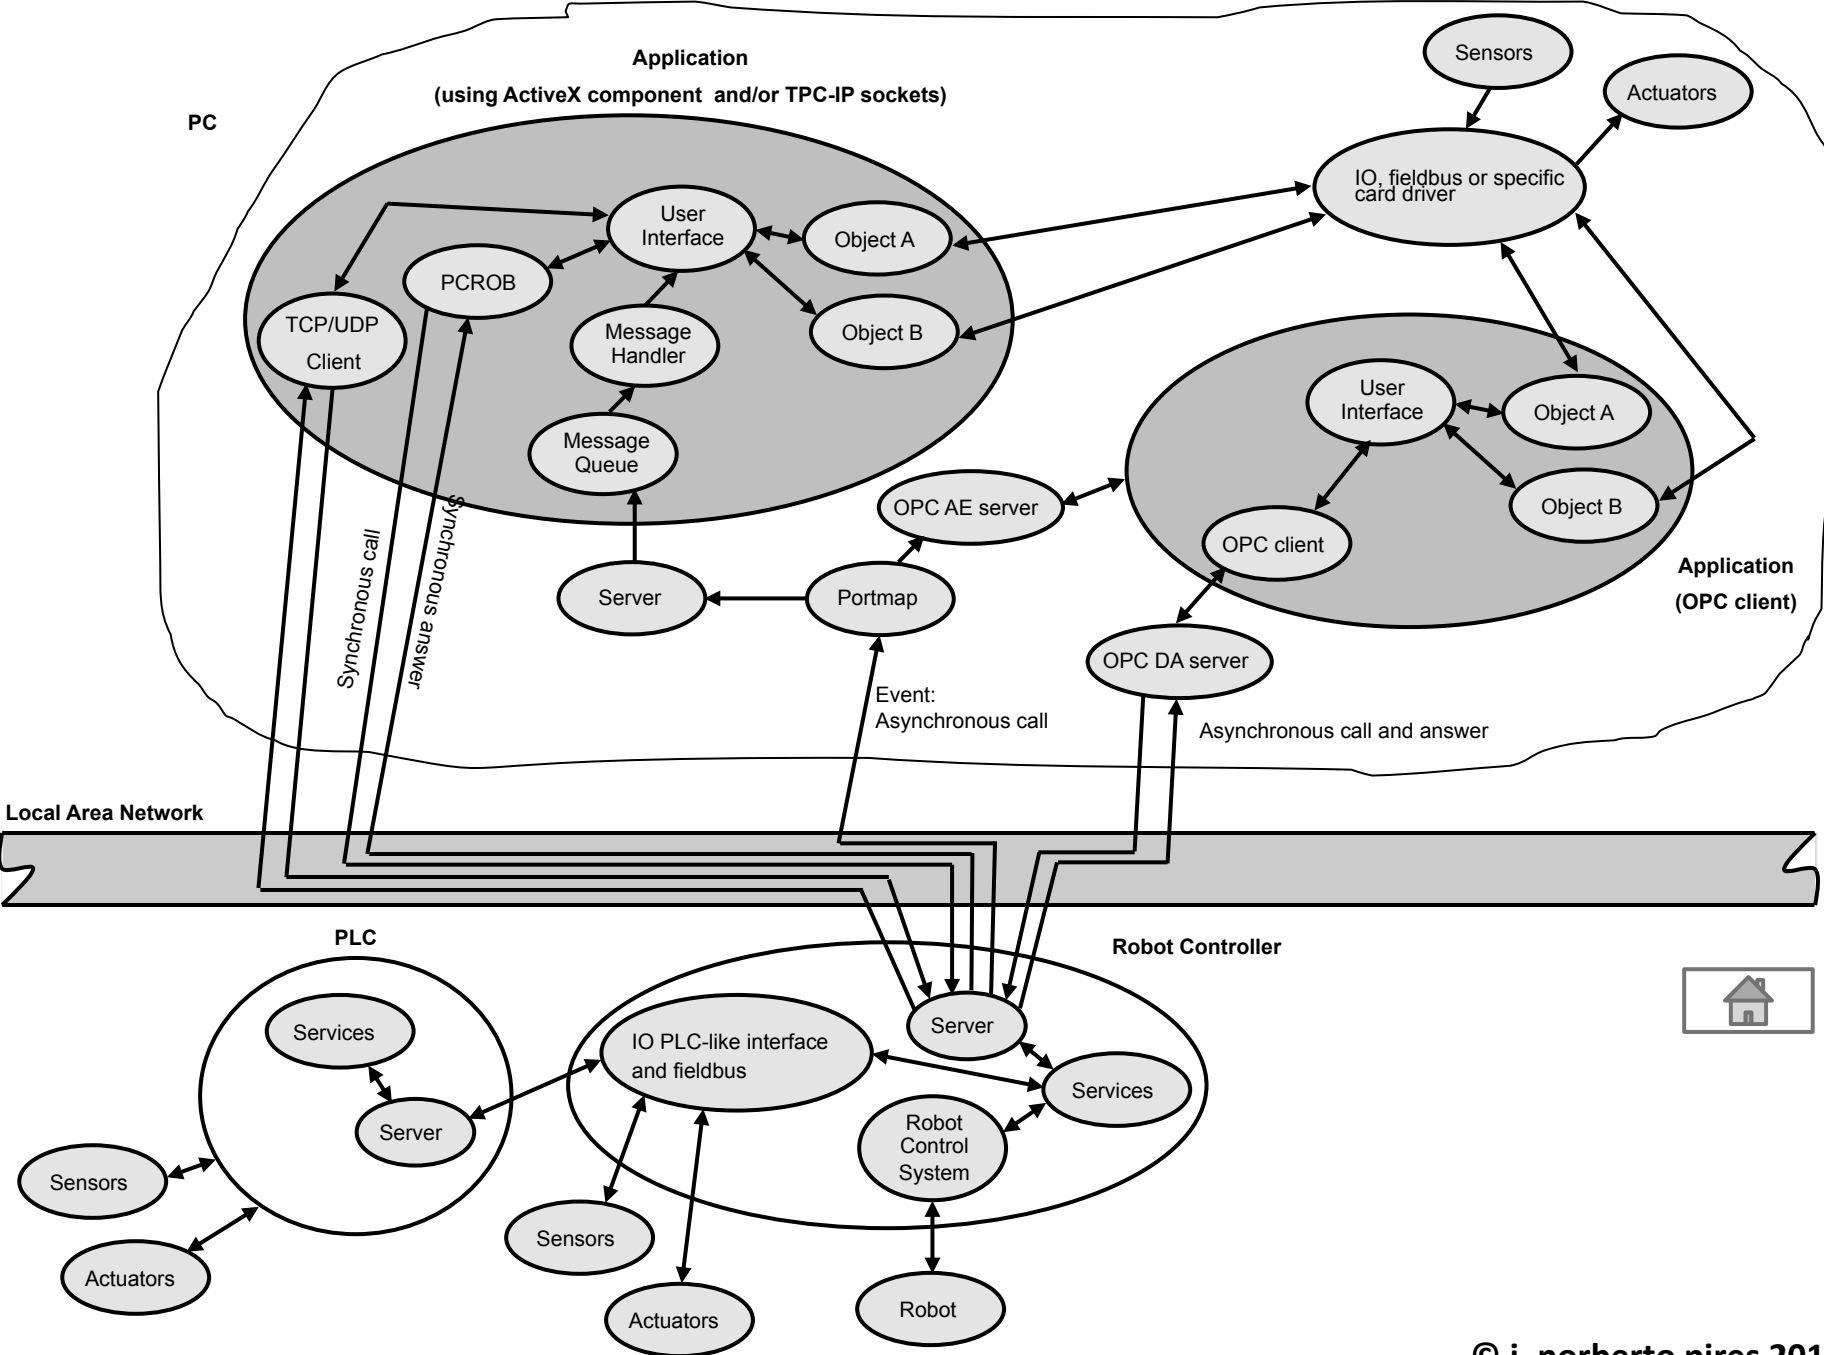 Application
(using ActiveX component and/or TPC-IP sockets)
PC
Sensors
Actuators
IO, fieldbus or specific
card driver
User
Interface
Object A
PCROB
TCP/UDP
Client
Message
Handler
Object B
Message
Queue
User
Interface
Object A
Object B
OPC client
OPC AE server
Application
(OPC client)
Server
Portmap
OPC DA server
Synchronous call
Synchronous answer
Event:
Asynchronous call
Asynchronous call and answer
Local Area Network
PLC
Robot Controller
Services
Server
IO PLC-like interface
and fieldbus
Server
Services
Robot
Control
System
Sensors
Actuators
Sensors
Actuators
Robot
© j. norberto pires 201